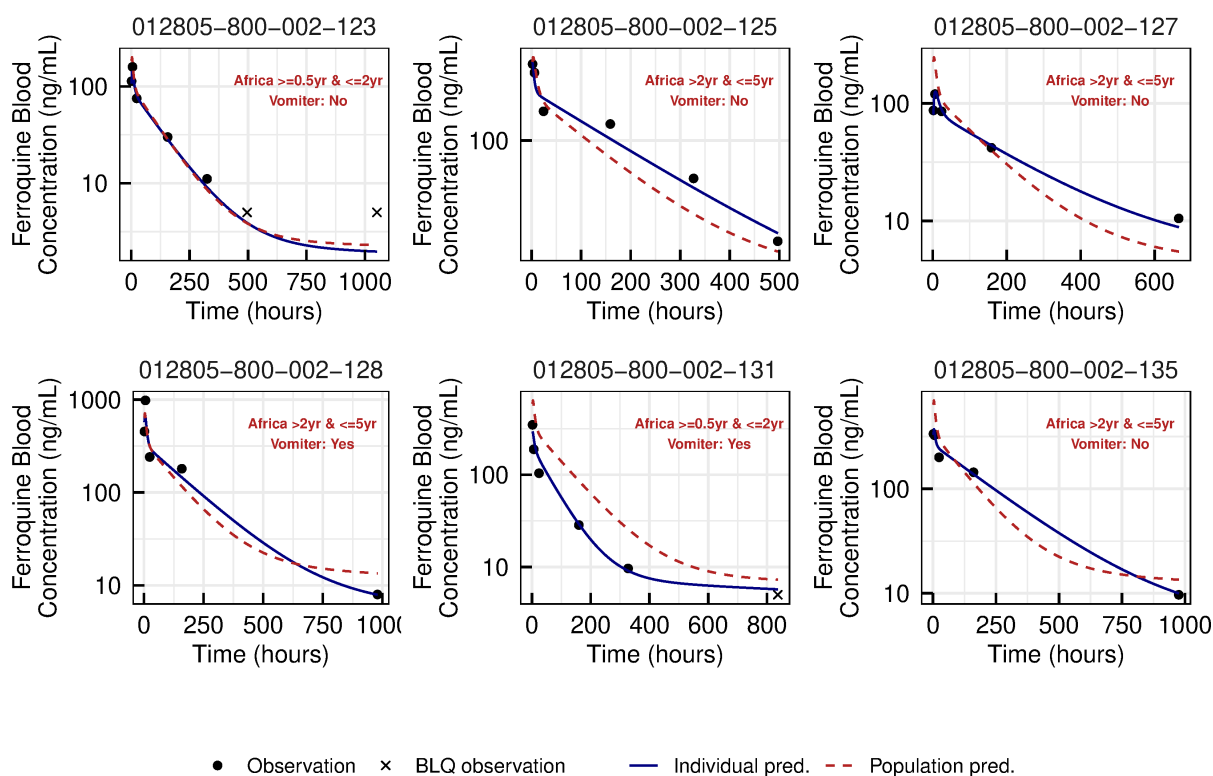 012805−800−002−123
Ferroquine Blood
Concentration (ng/mL)
100
10
Africa >=0.5yr & <=2yr
Vomiter: No
0 250 500 750 1000
Time (hours)
012805−800−002−125
Ferroquine Blood
Concentration (ng/mL)
100
Africa >2yr & <=5yr
Vomiter: No
0 100 200 300 400 500
Time (hours)
012805−800−002−127
Ferroquine Blood
Concentration (ng/mL)
100
10
Africa >2yr & <=5yr
Vomiter: No
0 200 400 600
Time (hours)
012805−800−002−128
Ferroquine Blood
Concentration (ng/mL)
1000
100
10
Africa >2yr & <=5yr
Vomiter: Yes
0 250 500 750 1000
Time (hours)
012805−800−002−131
Ferroquine Blood
Concentration (ng/mL)
100
10
Africa >=0.5yr & <=2yr
Vomiter: Yes
0 200 400 600 800
Time (hours)
012805−800−002−135
Ferroquine Blood
Concentration (ng/mL)
100
10
Africa >2yr & <=5yr
Vomiter: No
0 250 500 750 1000
Time (hours)
Observation BLQ observation Individual pred. Population pred.